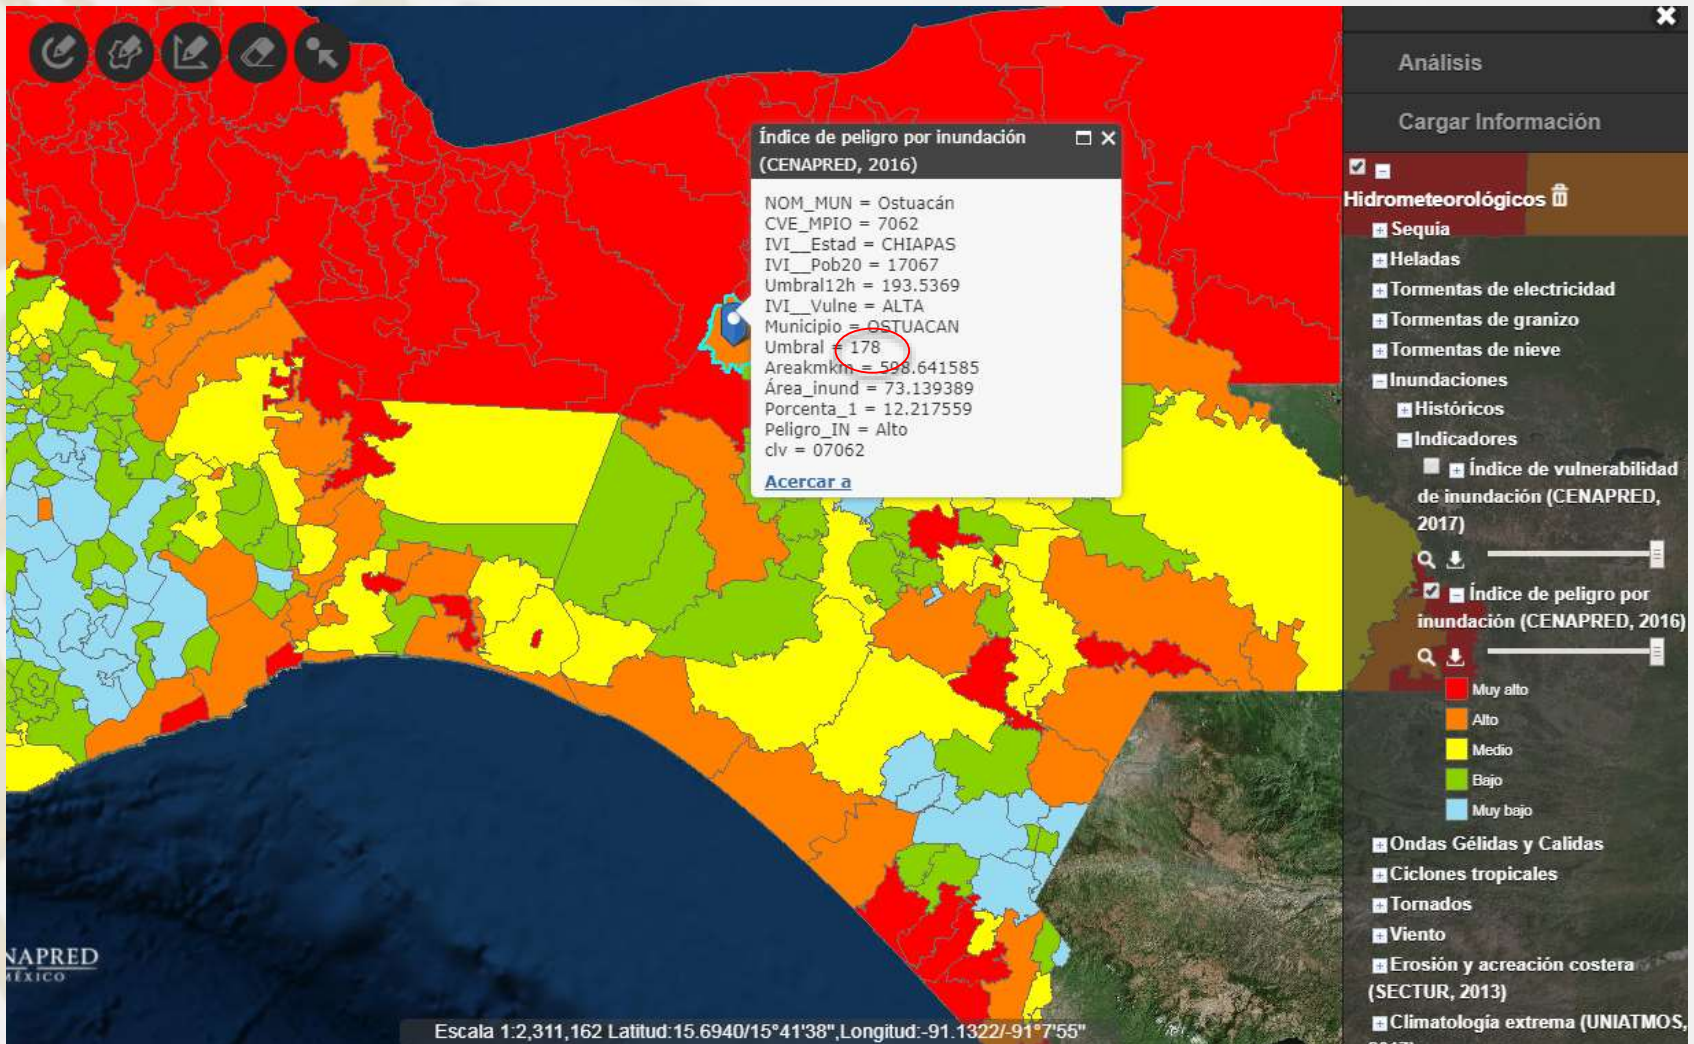 Índice de peligro por inundación
(CENAPRED, 2016)
NOM_MUN = Ostuacán
CVE_MPIO = 7062
IVI__Estad = CHIAPAS
IVI__Pob20 = 17067
Umbral12h = 193.5369
IVI__Vulne = ALTA
Municipio = OSTUACAN
Umbral = 178
Areakmkm = 598.641585
Área_inund = 73.139389
Porcenta_1 = 12.217559
Peligro_IN = Alto
clv = 07062
Acercar a
Análisis
Cargar Información
Hidrometeorológicos
Sequía
Heladas
Tormentas de electricidad
Tormentas de granizo
Tormentas de nieve
Inundaciones
Históricos
Indicadores
Índice de vulnerabilidad
de inundación (CENAPRED,
2017)
Índice de peligro por
inundación (CENAPRED, 2016)
Muy alto
Alto
Medio
Bajo
Muy bajo
Ondas Gélidas y Calidas
Ciclones tropicales
Tornados
Viento
Erosión y acreación costera
(SECTUR, 2013)
Climatología extrema (UNIATMOS,
NAPRED
MÉXICO
Escala 1:2,311,162 Latitud:15.6940/15°41'38",Longitud:-91.1322/-91°7'55"